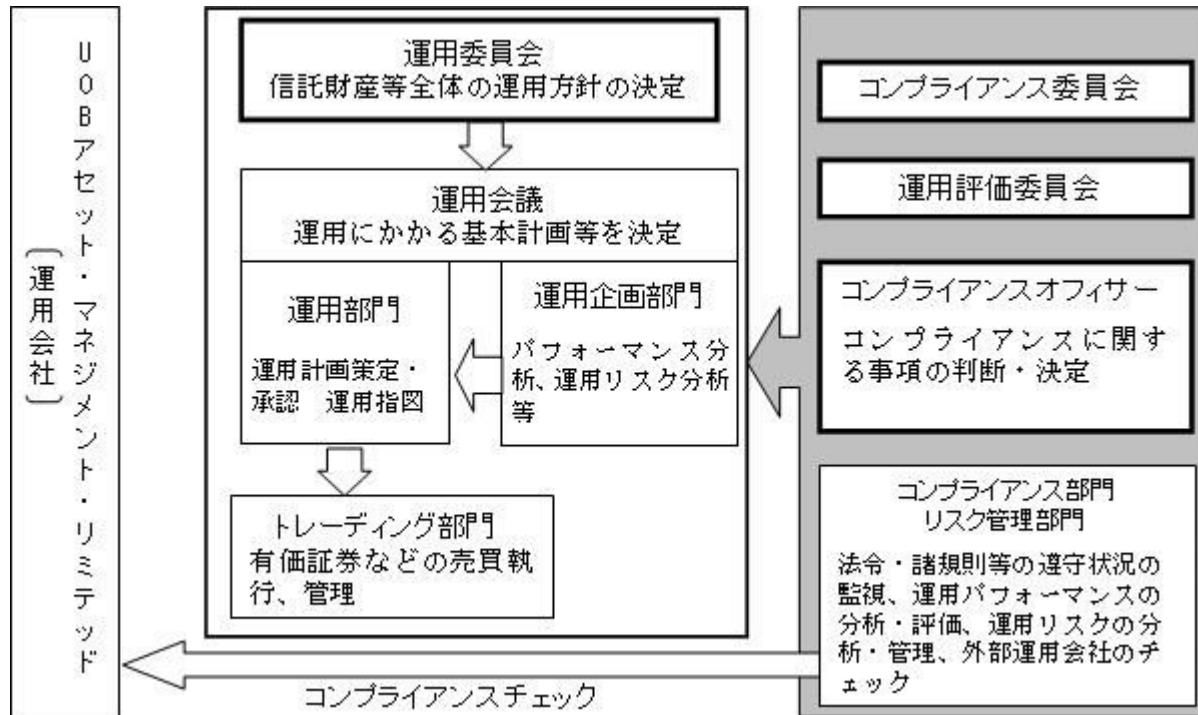 UOBアセット・マネジメント・リミテッド
〔運用会社〕
運用委員会
信託財産等全体の運用方針の決定
運用会議
運用にかかる基本計画等を決定
運用部門
運用計画策定・
承認　運用指図
運用企画部門
パフォーマンス分
析、運用リスク分析
等
トレーディング部門
有価証券などの売買執
行、管理
コンプライアンス委員会
運用評価委員会
コンプライアンスオフィサー
コンプライアンスに関す
る事項の判断・決定
コンプライアンス部門
リスク管理部門
法令・諸規則等の遵守状況の
監視、運用パフォーマンスの
分析・評価、運用リスクの分
析・管理、外部運用会社のチ
ェック
コンプライアンスチェック